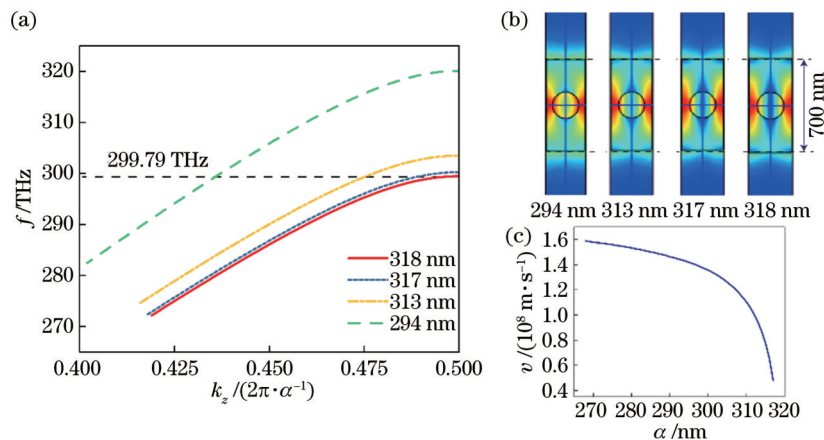 (a)
f /THz
320
310
300
290
280
270
299.79 THz
318 nm
317 nm
313 nm
294 nm
0.400 0.425 0.450 0.475 0.500
k_z /(2π·α⁻¹)
(b)
700 nm
294 nm 313 nm 317 nm 318 nm
(c)
v /(10⁸ m·s⁻¹)
1.6
1.4
1.2
1.0
0.8
0.6
0.4
270 280 290 300 310 320
α /nm